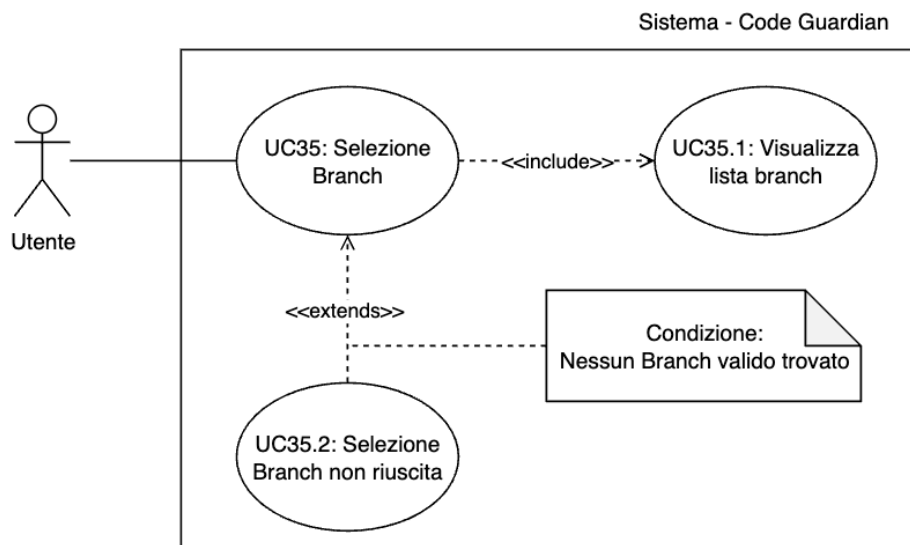 Sistema - Code Guardian
UC35: Selezione
Branch
<<include>>
UC35.1: Visualizza
lista branch
Utente
<<extends>>
Condizione:
Nessun Branch valido trovato
UC35.2: Selezione
Branch non riuscita